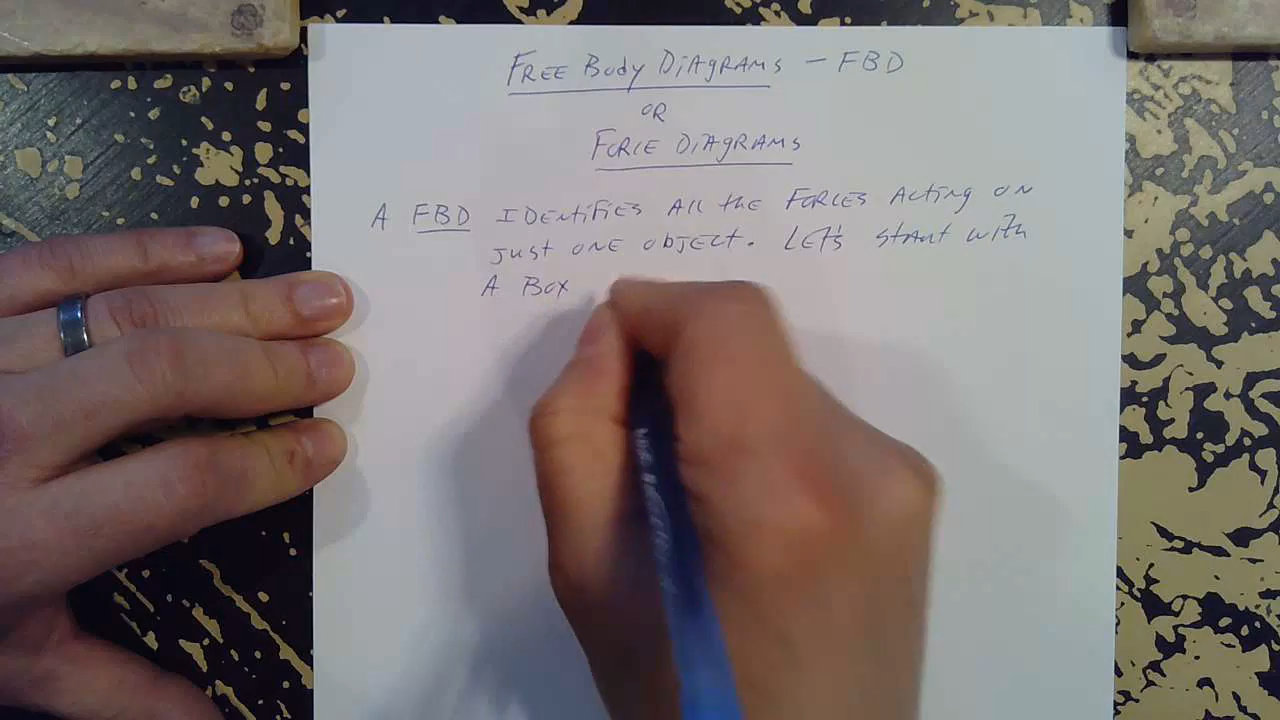 FREE Body DiAgRAMS – FBD
OR
FORCE DiAgRAMS
A FBD IDENtifiES All the FORCES Acting ON
just ONE object. Let's start with
A Box